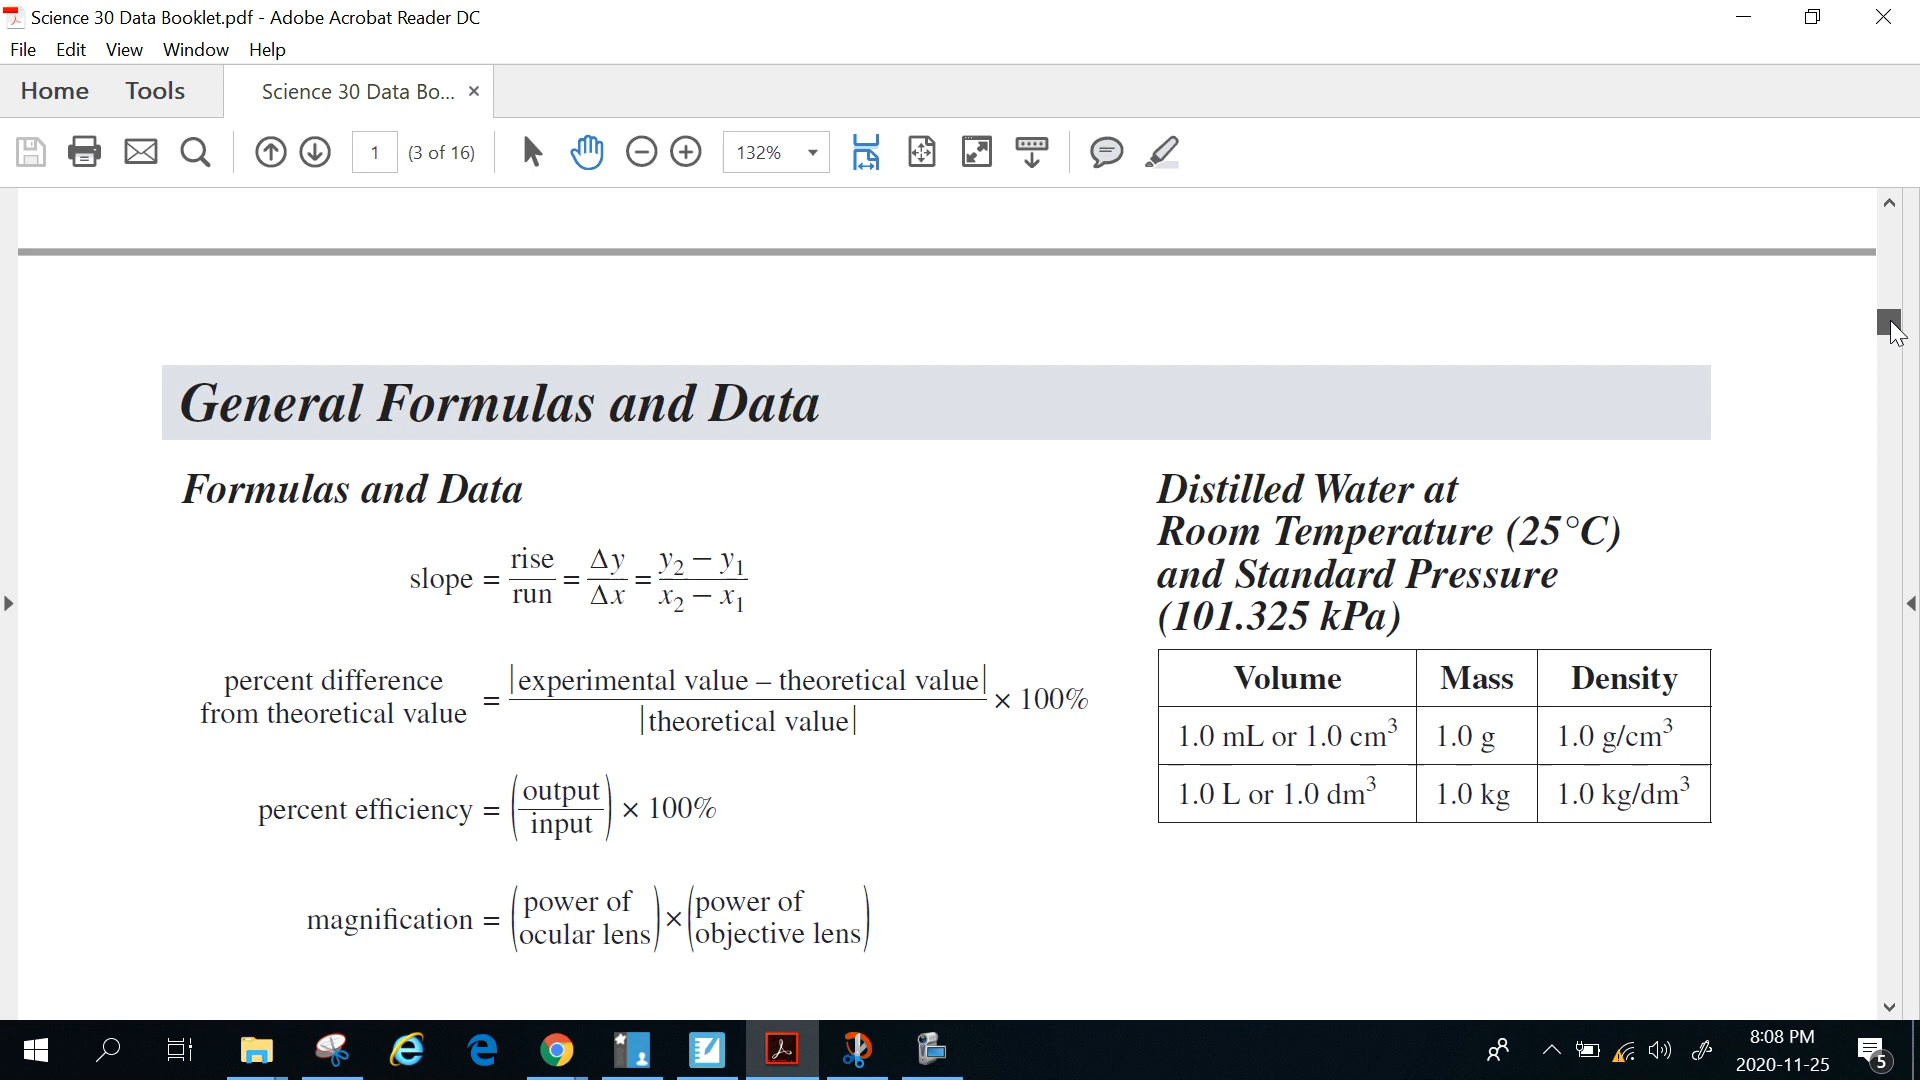 Science 30 Data Booklet.pdf - Adobe Acrobat Reader DC
File Edit View Window Help
Home Tools Science 30 Data Bo... ×
1 (3 of 16) 132%
General Formulas and Data
Formulas and Data
slope = rise/run = Δy/Δx = (y₂ − y₁)/(x₂ − x₁)
percent difference from theoretical value = |experimental value – theoretical value| / |theoretical value| × 100%
percent efficiency = (output/input) × 100%
magnification = (power of ocular lens) × (power of objective lens)
Distilled Water at
Room Temperature (25°C)
and Standard Pressure
(101.325 kPa)
Volume Mass Density
1.0 mL or 1.0 cm³ 1.0 g 1.0 g/cm³
1.0 L or 1.0 dm³ 1.0 kg 1.0 kg/dm³
8:08 PM
2020-11-25
5